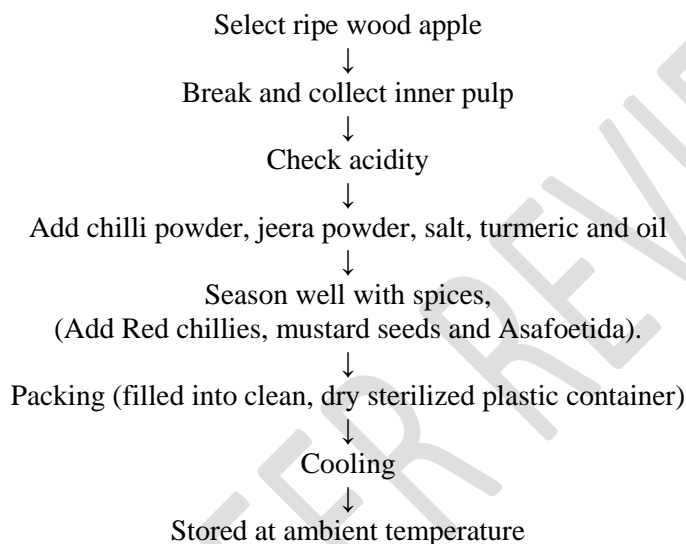 Select ripe wood apple
↓
Break and collect inner pulp
↓
Check acidity
↓
Add chilli powder, jeera powder, salt, turmeric and oil
↓
Season well with spices,
(Add Red chillies, mustard seeds and Asafoetida).
↓
Packing (filled into clean, dry sterilized plastic container)
↓
Cooling
↓
Stored at ambient temperature